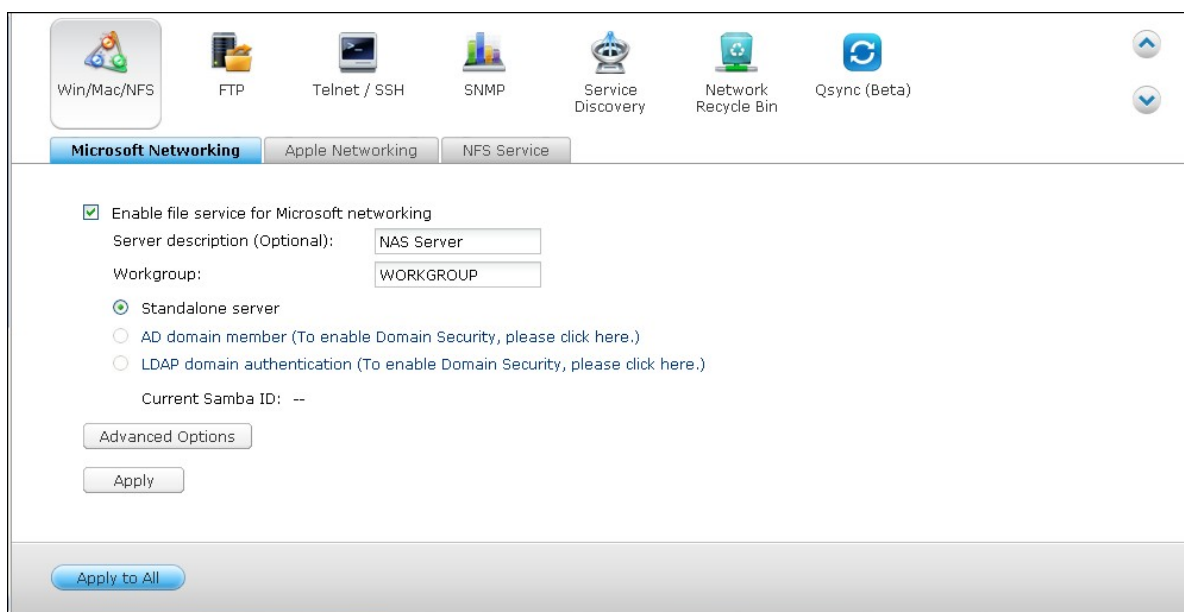 Win/Mac/NFS
FTP
Telnet / SSH
SNMP
Service
Discovery
Network
Recycle Bin
Qsync (Beta)
Microsoft Networking
Apple Networking
NFS Service
Enable file service for Microsoft networking
Server description (Optional): NAS Server
Workgroup: WORKGROUP
Standalone server
AD domain member (To enable Domain Security, please click here.)
LDAP domain authentication (To enable Domain Security, please click here.)
Current Samba ID: --
Advanced Options
Apply
Apply to All